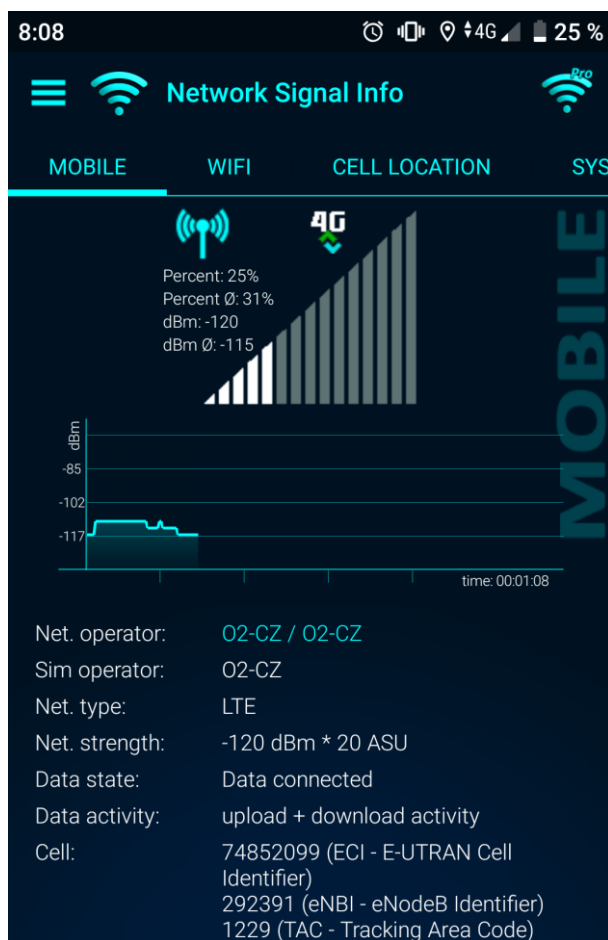 8:08 4G 25 %
Network Signal Info Pro
MOBILE WIFI CELL LOCATION SYS
4G
Percent: 25%
Percent Ø: 31%
dBm: -120
dBm Ø: -115
MOBILE
dBm
-85
-102
-117
time: 00:01:08
Net. operator: O2-CZ / O2-CZ
Sim operator: O2-CZ
Net. type: LTE
Net. strength: -120 dBm * 20 ASU
Data state: Data connected
Data activity: upload + download activity
Cell: 74852099 (ECI - E-UTRAN Cell
Identifier)
292391 (eNBI - eNodeB Identifier)
1229 (TAC - Tracking Area Code)